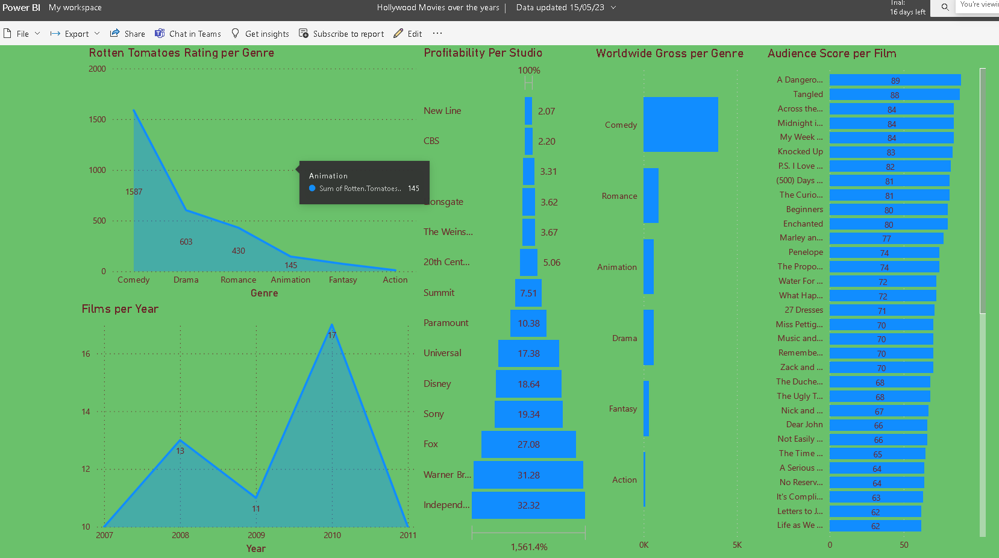 Power BI My workspace
Hollywood Movies over the years | Data updated 15/05/23
Trial:
16 days left
You're viewin
File Export Share Chat in Teams Get insights Subscribe to report Edit ...
Rotten Tomatoes Rating per Genre
2000
1500
1000
500
0
1587
603
430
145
Comedy Drama Romance Animation Fantasy Action
Genre
Animation
Sum of Rotten.Tomatoes.. 145
Films per Year
16
14
12
10
13
11
17
2007 2008 2009 2010 2011
Year
Profitability Per Studio
100%
New Line 2.07
CBS 2.20
3.31
Lionsgate 3.62
The Weins... 3.67
20th Cent... 5.06
Summit 7.51
Paramount 10.38
Universal 17.38
Disney 18.64
Sony 19.34
Fox 27.08
Warner Br... 31.28
Independ... 32.32
1,561.4%
Worldwide Gross per Genre
Comedy
Romance
Animation
Drama
Fantasy
Action
0K 5K
Audience Score per Film
A Dangero... 89
Tangled 88
Across the... 84
Midnight i... 84
My Week ... 84
Knocked Up 83
P.S. I Love ... 82
(500) Days ... 81
The Curio... 81
Beginners 80
Enchanted 80
Marley an... 77
Penelope 74
The Propo... 74
Water For ... 72
What Hap... 72
27 Dresses 71
Miss Pettig... 70
Music and... 70
Remembe... 70
Zack and ... 70
The Duche... 68
The Ugly T... 68
Nick and ... 67
Dear John 66
Not Easily ... 66
The Time ... 65
A Serious ... 64
No Reserv... 64
It's Compli... 63
Letters to J... 62
Life as We ... 62
0 50